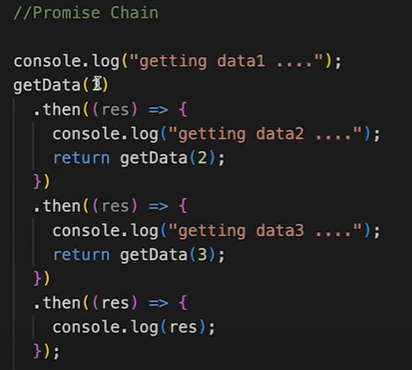 //Promise Chain
console.log("getting data1 ....");
getData(1)
.then((res) => {
console.log("getting data2 ....");
return getData(2);
})
.then((res) => {
console.log("getting data3 ....");
return getData(3);
})
.then((res) => {
console.log(res);
});